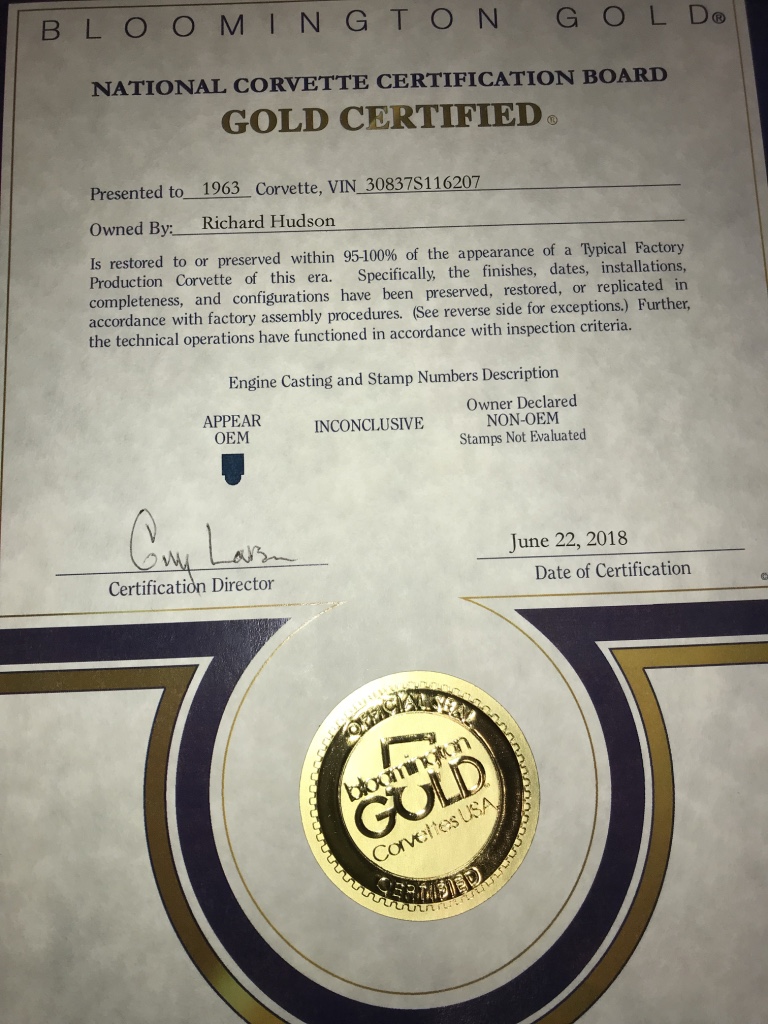 BLOOMINGTON GOLD®
NATIONAL CORVETTE CERTIFICATION BOARD
GOLD CERTIFIED®
Presented to 1963 Corvette, VIN 30837S116207
Owned By: Richard Hudson
Is restored to or preserved within 95-100% of the appearance of a Typical Factory
Production Corvette of this era. Specifically, the finishes, dates, installations,
completeness, and configurations have been preserved, restored, or replicated in
accordance with factory assembly procedures. (See reverse side for exceptions.) Further,
the technical operations have functioned in accordance with inspection criteria.
Engine Casting and Stamp Numbers Description
APPEAR
OEM
INCONCLUSIVE
Owner Declared
NON-OEM
Stamps Not Evaluated
June 22, 2018
Certification Director
Date of Certification
©
OFFICIAL SEAL
bloomington
GOLD
Corvettes USA
CERTIFIED